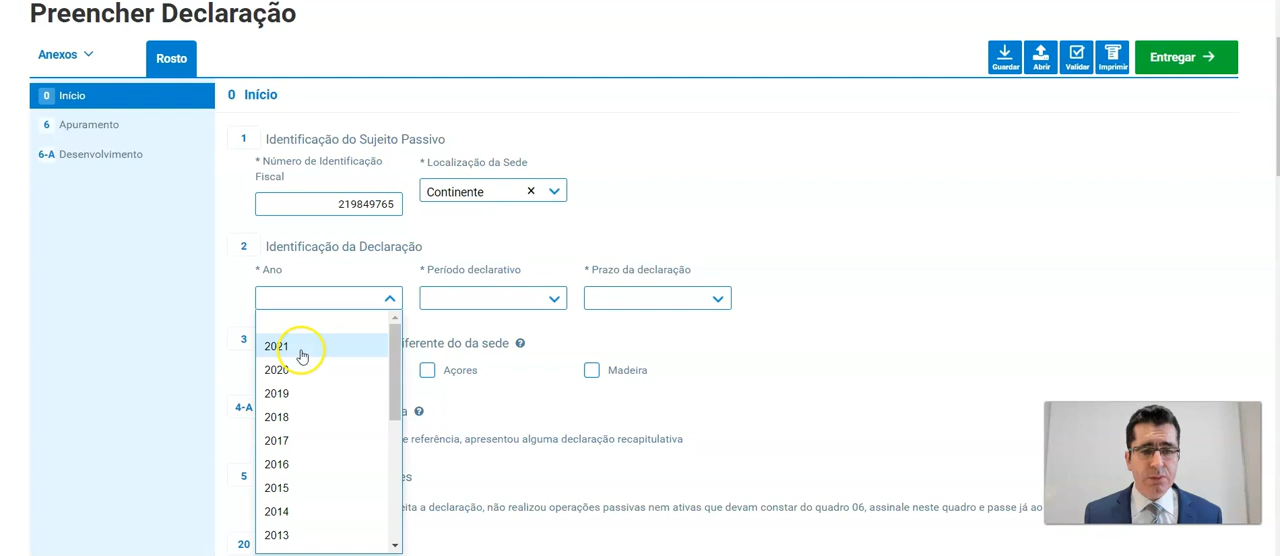 Preencher Declaração
Anexos
Rosto
Guardar
Abrir
Validar
Imprimir
Entregar
0 Início
6 Apuramento
6-A Desenvolvimento
0 Início
1 Identificação do Sujeito Passivo
* Número de Identificação
Fiscal
219849765
* Localização da Sede
Continente
2 Identificação da Declaração
* Ano
* Período declarativo
* Prazo da declaração
2021
2020
2019
2018
2017
2016
2015
2014
2013
3
iferente do da sede
Açores
Madeira
4-A
a
e referência, apresentou alguma declaração recapitulativa
5
es
eita a declaração, não realizou operações passivas nem ativas que devam constar do quadro 06, assinale neste quadro e passe já ao
20